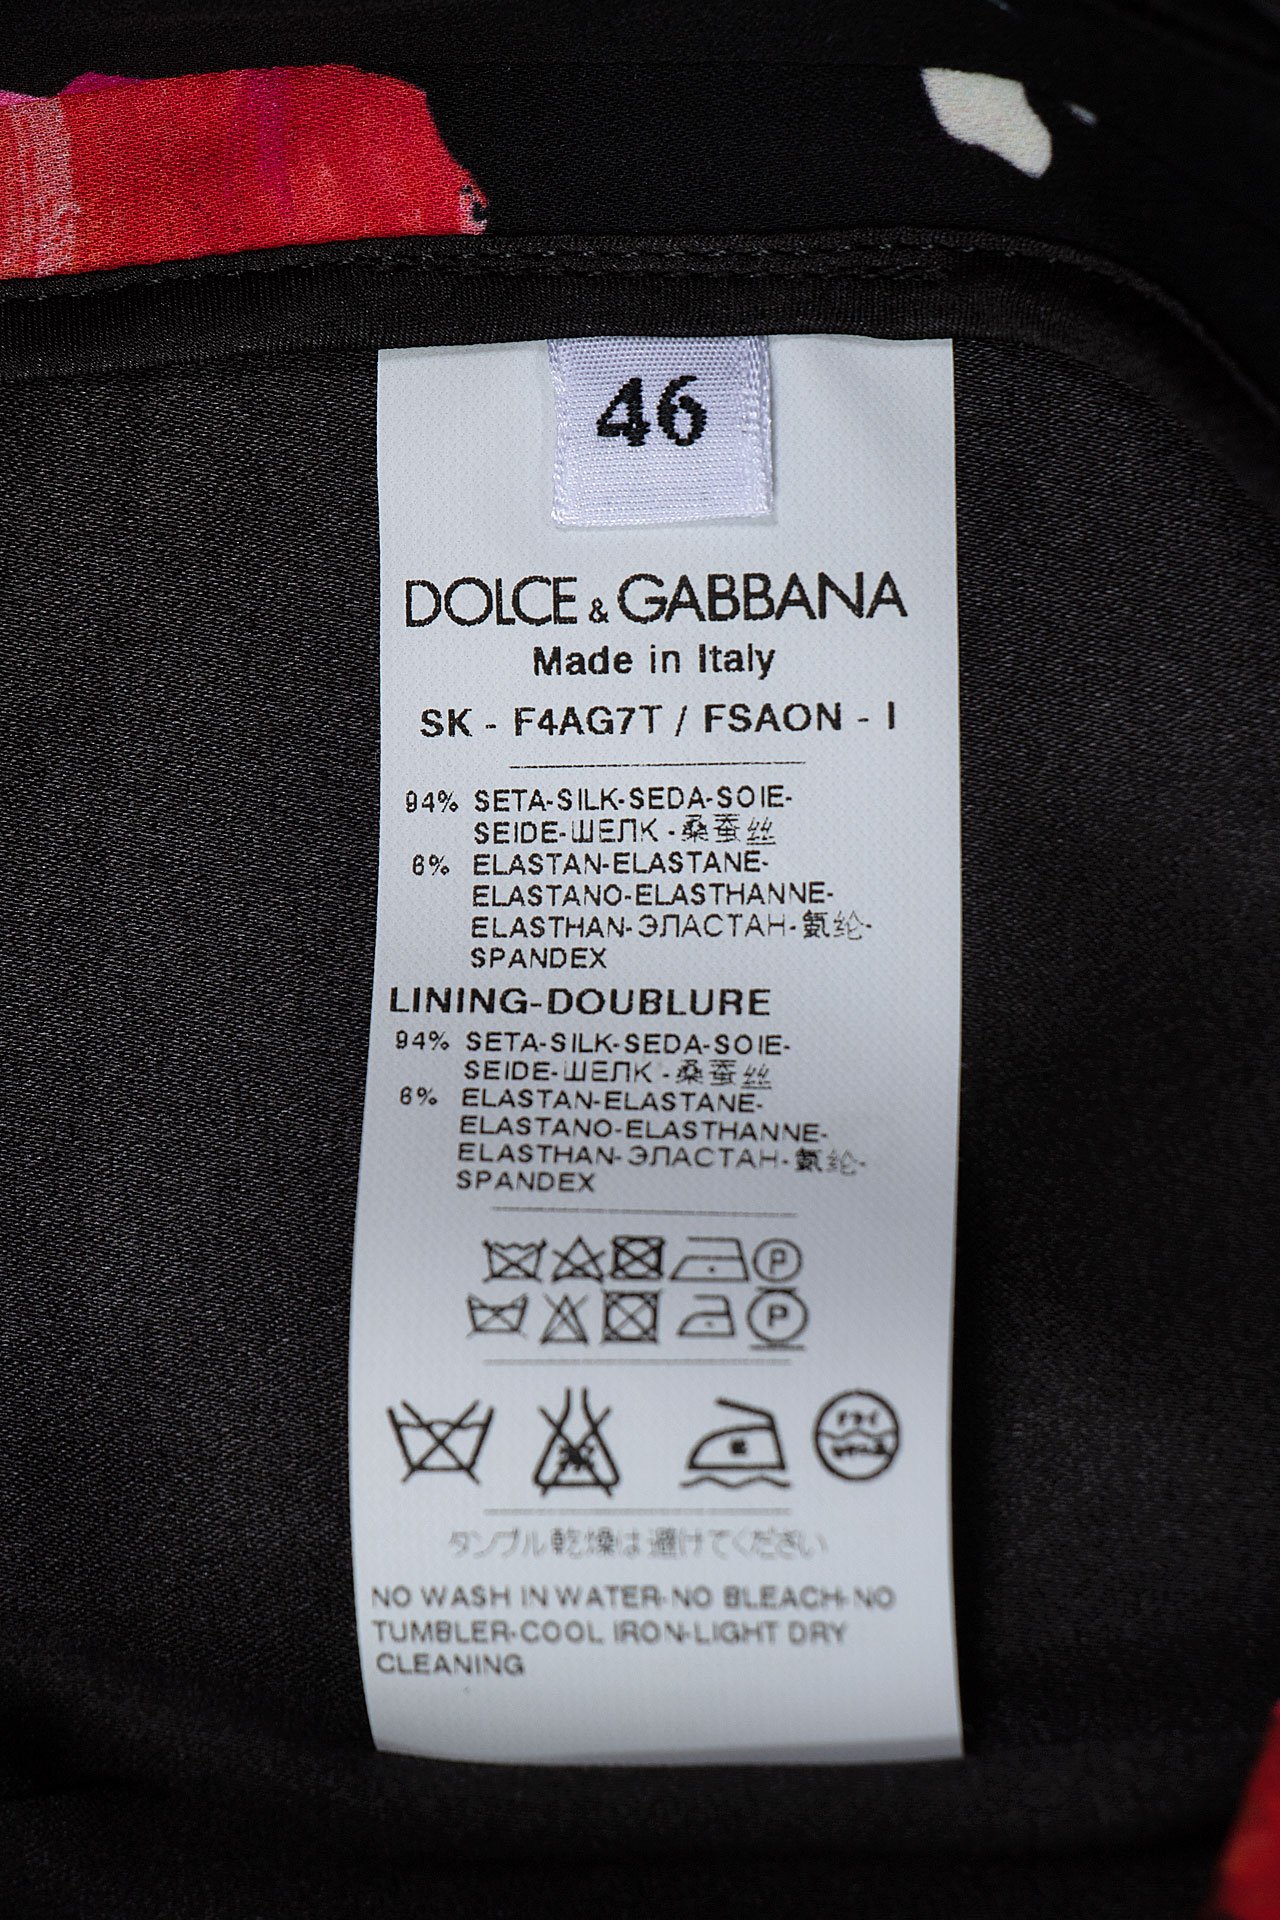 46
DOLCE & GABBANA
Made in Italy
SK - F4AG7T / FSAON - I
94% SETA-SILK-SEDA-SOIE-
SEIDE-ШЕЛК-桑蚕丝
6% ELASTAN-ELASTANE-
ELASTANO-ELASTHANNE-
ELASTHAN-ЭЛАСТАН-氨纶-
SPANDEX
LINING-DOUBLURE
94% SETA-SILK-SEDA-SOIE-
SEIDE-ШЕЛК-桑蚕丝
6% ELASTAN-ELASTANE-
ELASTANO-ELASTHANNE-
ELASTHAN-ЭЛАСТАН-氨纶-
SPANDEX
P
P
ドライ
タンブル乾燥は避けてください
NO WASH IN WATER-NO BLEACH-NO
TUMBLER-COOL IRON-LIGHT DRY
CLEANING